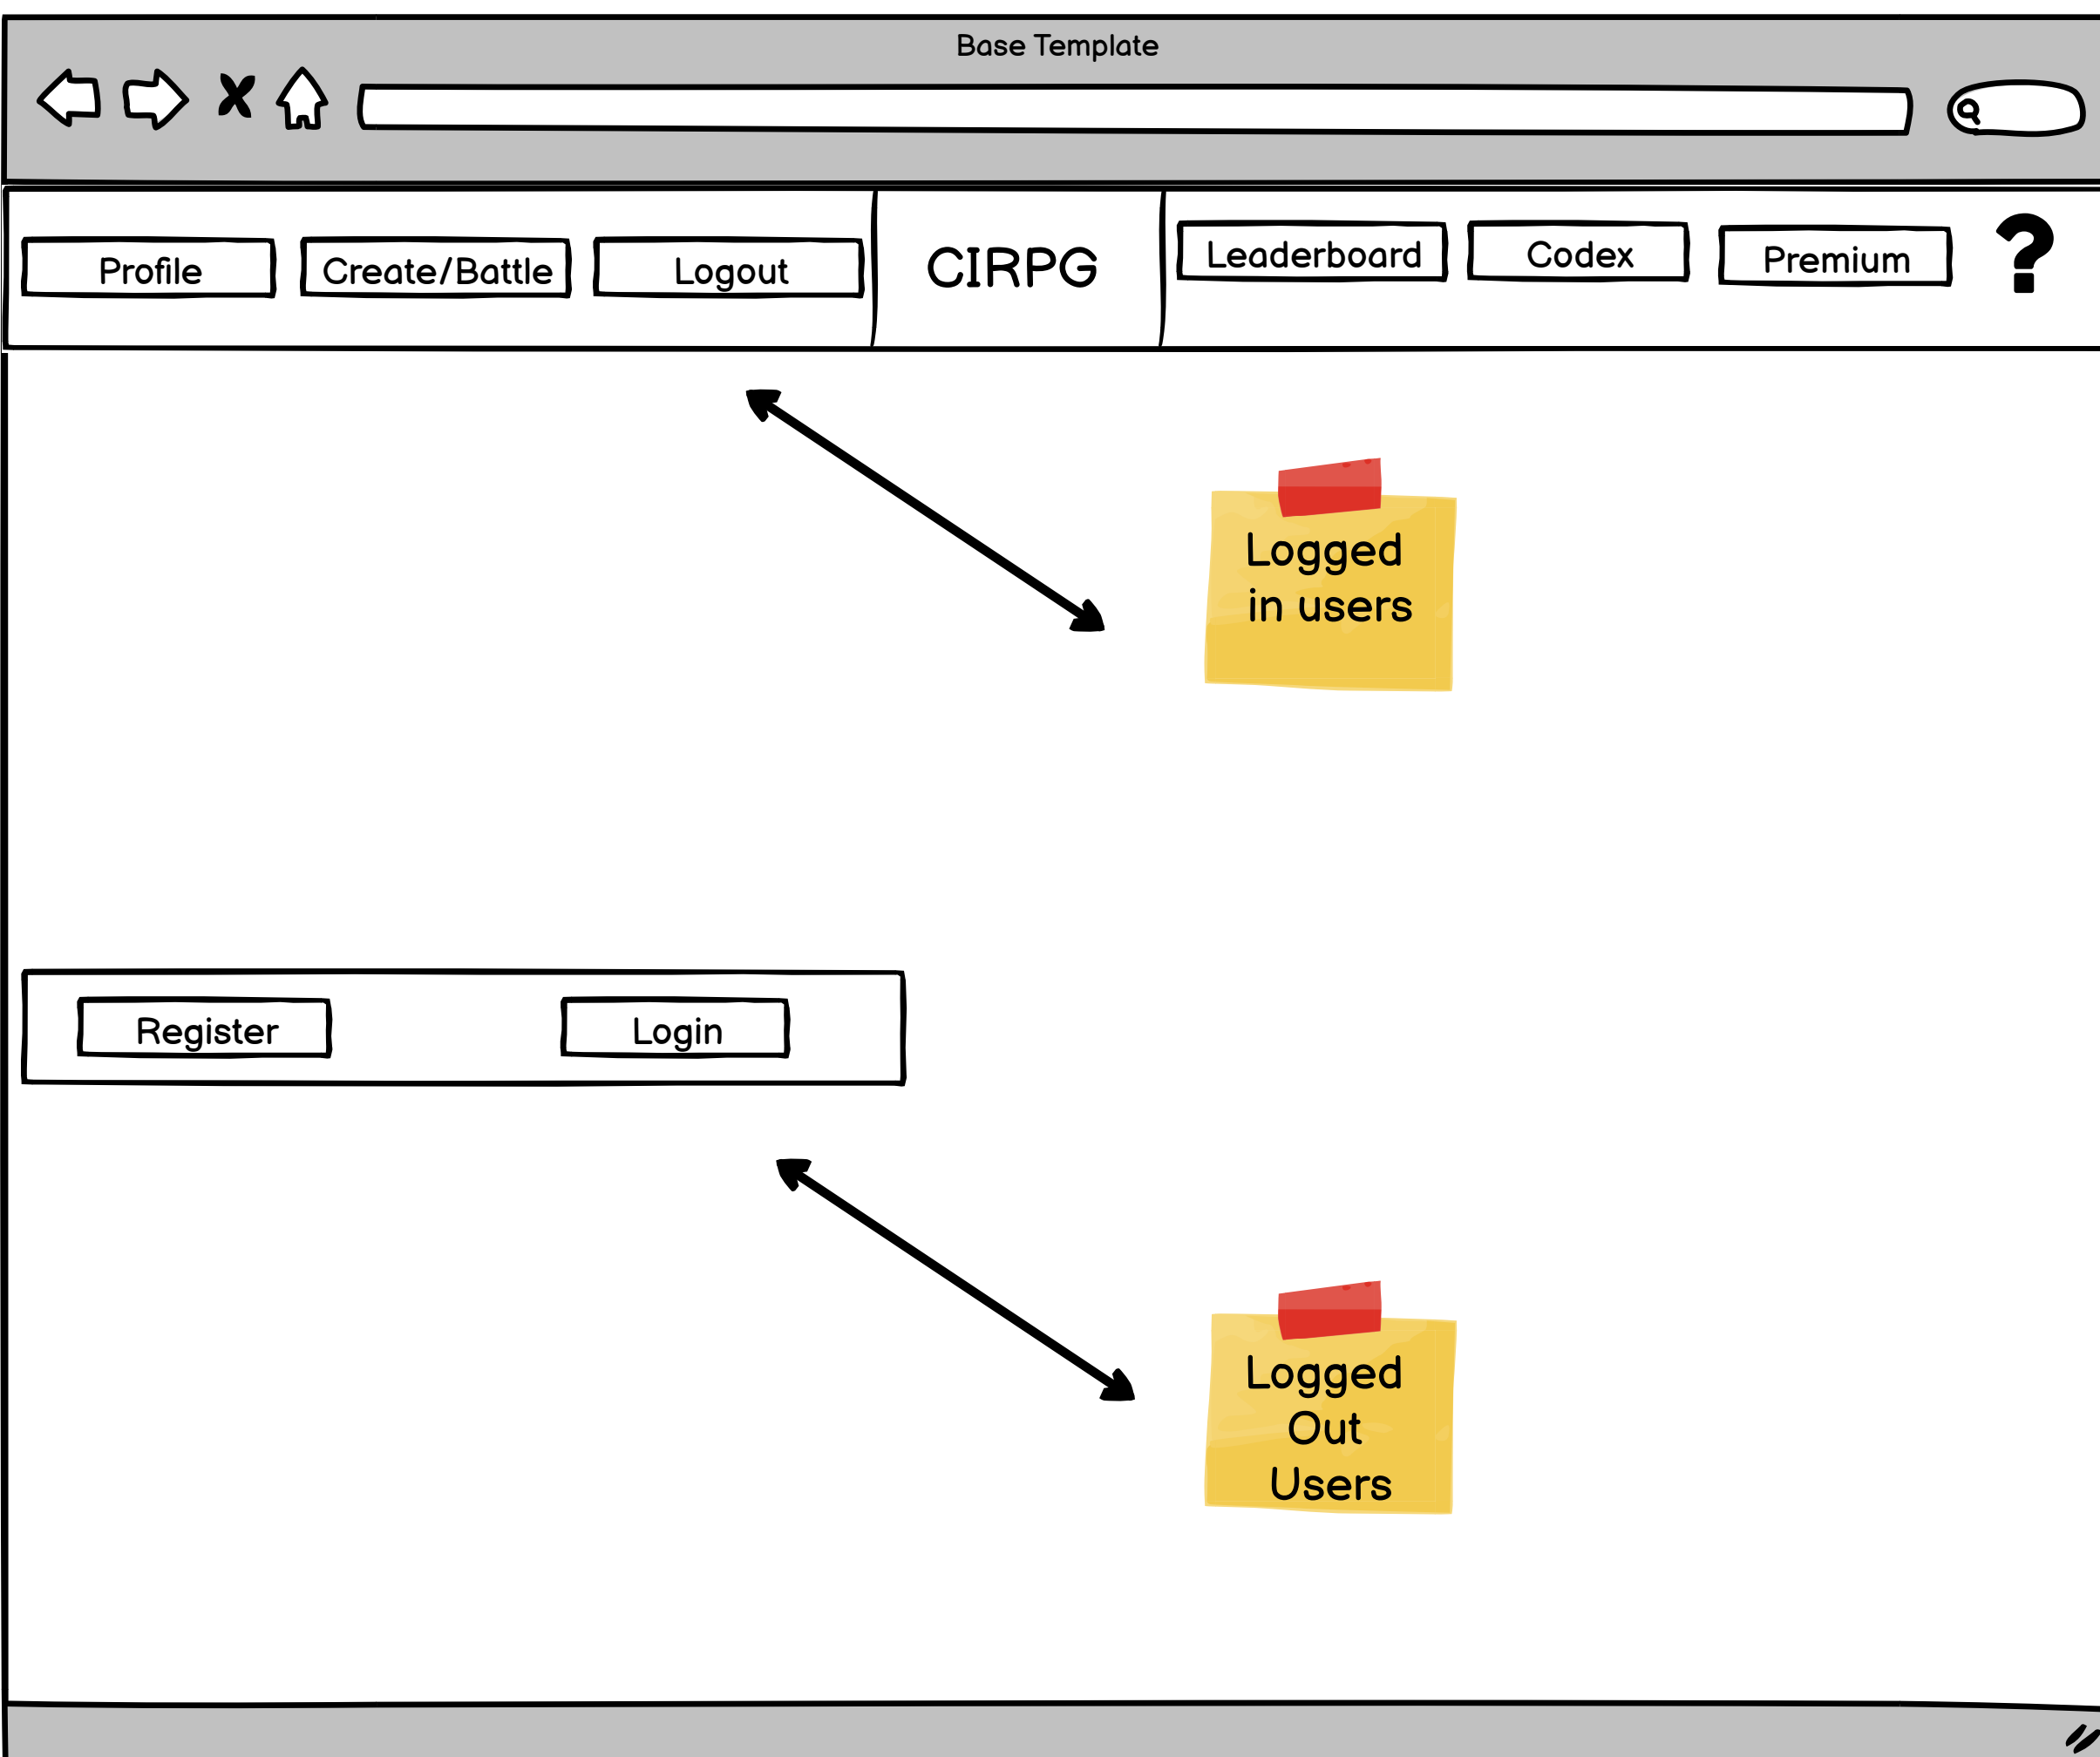 Base Template
Profile
Create/Battle
Logout
CIRPG
Leaderboard
Codex
Premium
?
Logged
in users
Register
Login
Logged
Out
Users